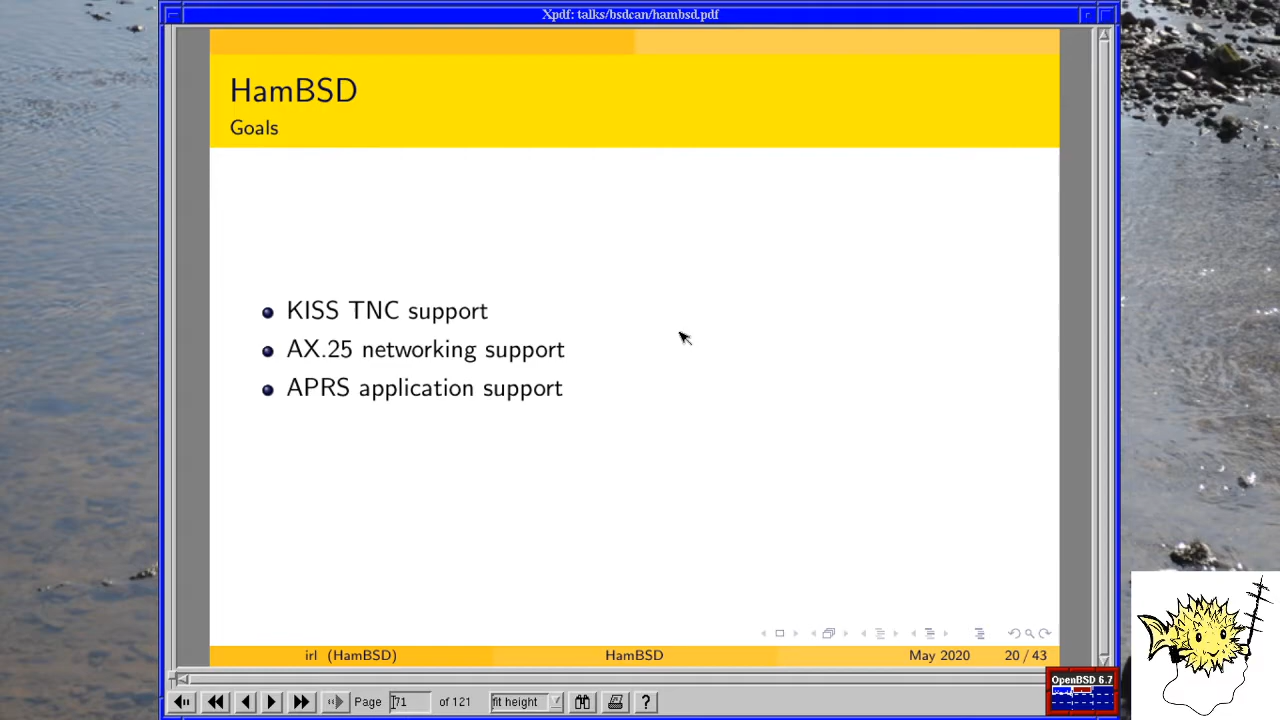 Xpdf: talks/bsdcan/hambsd.pdf
HamBSD
Goals
KISS TNC support
AX.25 networking support
APRS application support
irl (HamBSD) HamBSD May 2020 20 / 43
OpenBSD 6.7
Page 71 of 121 fit height ?